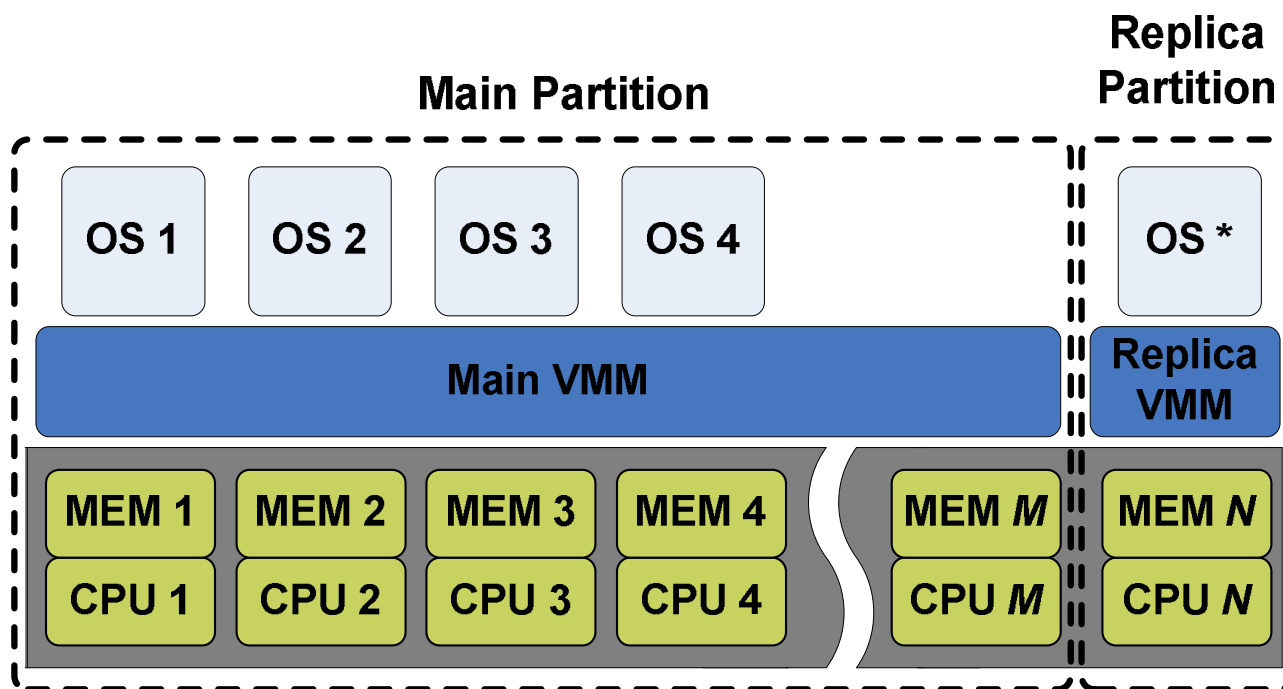 Replica
Partition
Main Partition
OS 1 OS 2 OS 3 OS 4 OS *
Main VMM
Replica
VMM
MEM 1 MEM 2 MEM 3 MEM 4 MEM M MEM N
CPU 1 CPU 2 CPU 3 CPU 4 CPU M CPU N